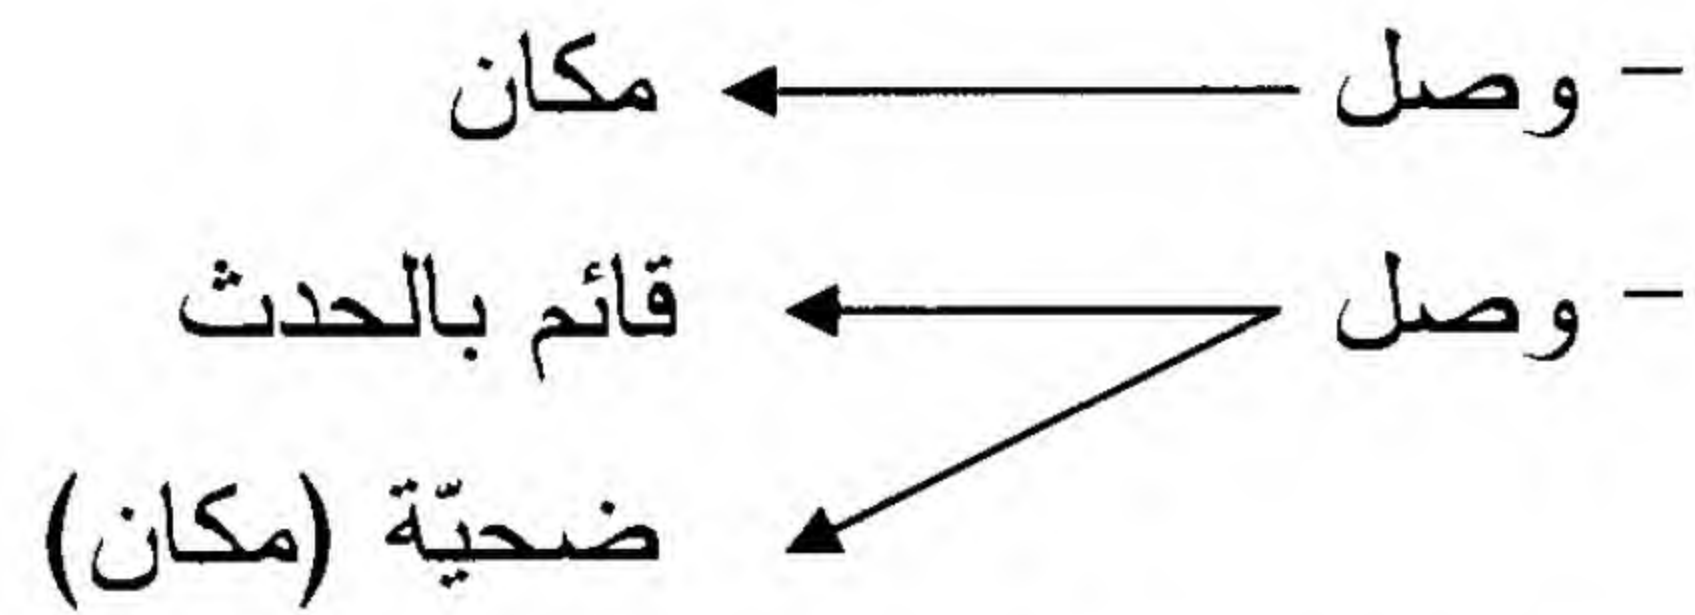 – وصل ← مكان
– وصل ← قائم بالحدث
ضحيّة (مكان)